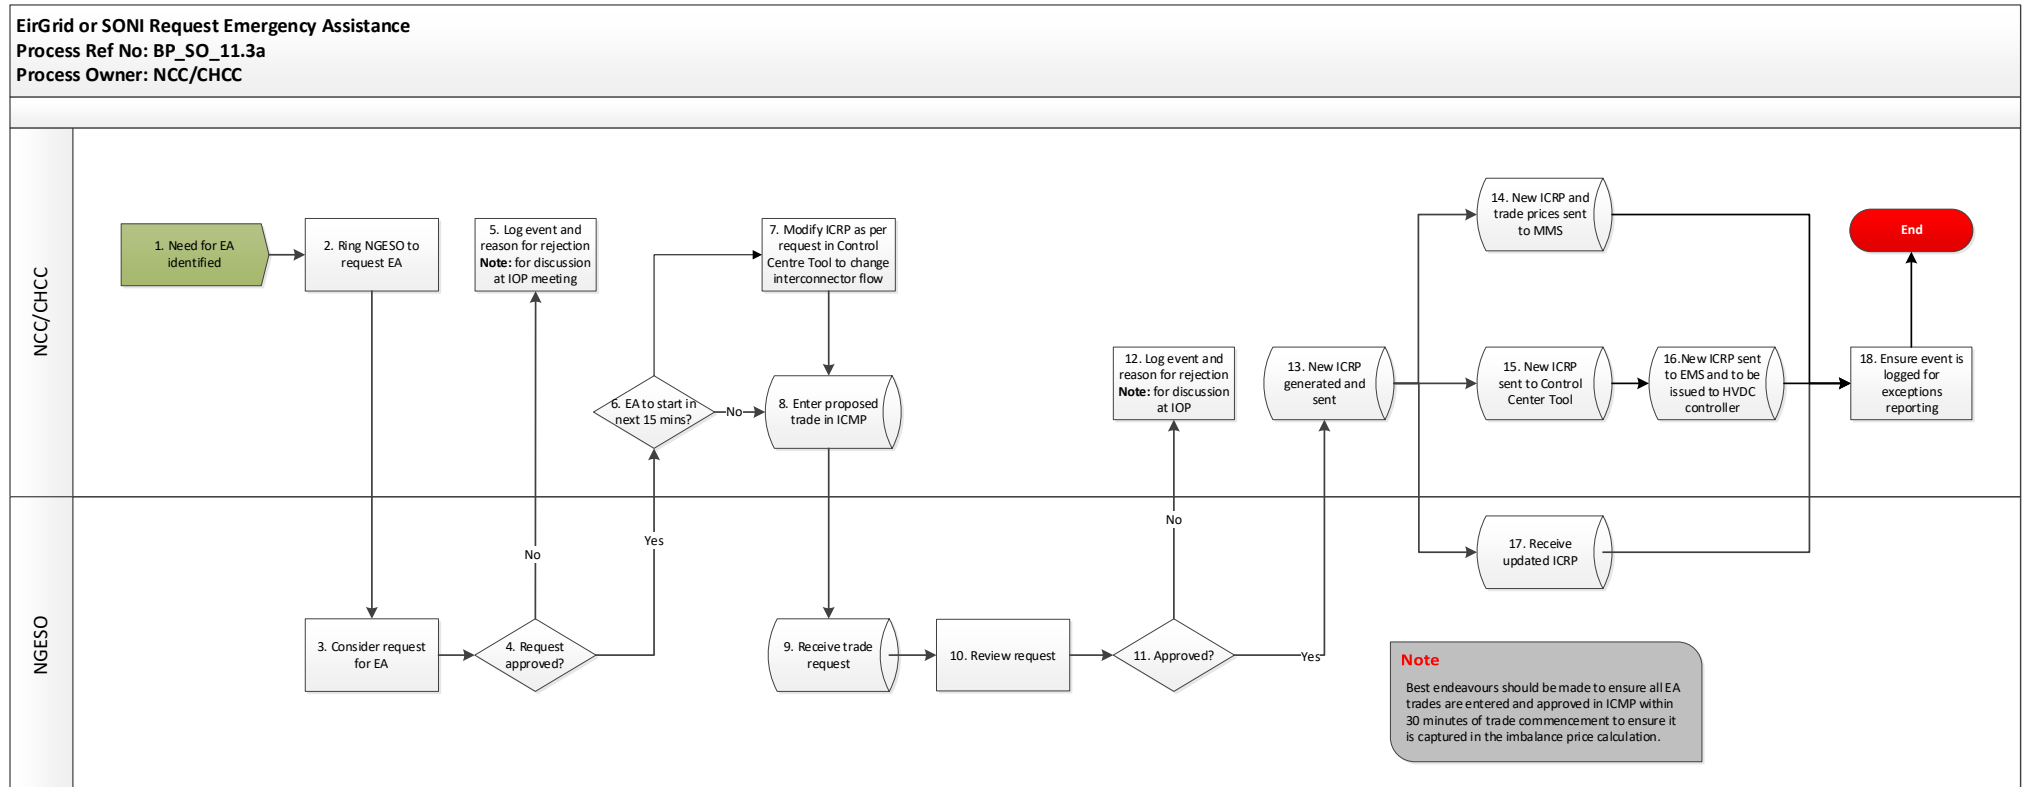 EirGrid or SONI Request Emergency Assistance
Process Ref No: BP_SO_11.3a
Process Owner: NCC/CHCC
NCC/CHCC
1. Need for EA
identified
2. Ring NGESO to
request EA
5. Log event and
reason for rejection
Note: for discussion
at IOP meeting
6. EA to start in
next 15 mins?
No
7. Modify ICRP as per
request in Control
Centre Tool to change
interconnector flow
8. Enter proposed
trade in ICMP
12. Log event and
reason for rejection
Note: for discussion
at IOP
13. New ICRP
generated and
sent
14. New ICRP and
trade prices sent
to MMS
15. New ICRP
sent to Control
Center Tool
16.New ICRP sent
to EMS and to be
issued to HVDC
controller
End
18. Ensure event is
logged for
exceptions
reporting
NGESO
3. Consider request
for EA
4. Request
approved?
No
Yes
9. Receive trade
request
10. Review request
11. Approved?
No
Yes
17. Receive
updated ICRP
Note
Best endeavours should be made to ensure all EA
trades are entered and approved in ICMP within
30 minutes of trade commencement to ensure it
is captured in the imbalance price calculation.